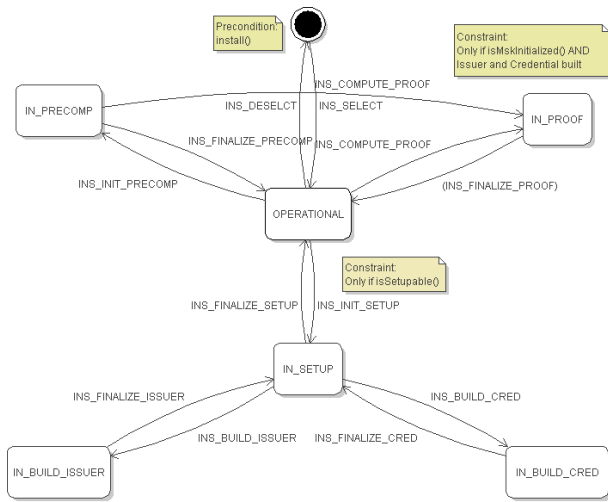 Precondition:
install()
Constraint:
Only if isMskInitialized() AND
Issuer and Credential built
INS_COMPUTE_PROOF
IN_PRECOMP
INS_DESELCT
INS_SELECT
IN_PROOF
INS_FINALIZE_PRECOMP
INS_COMPUTE_PROOF
INS_INIT_PRECOMP
(INS_FINALIZE_PROOF)
OPERATIONAL
Constraint:
Only if isSetupable()
INS_FINALIZE_SETUP
INS_INIT_SETUP
IN_SETUP
INS_FINALIZE_ISSUER
INS_BUILD_CRED
INS_BUILD_ISSUER
INS_FINALIZE_CRED
IN_BUILD_ISSUER
IN_BUILD_CRED